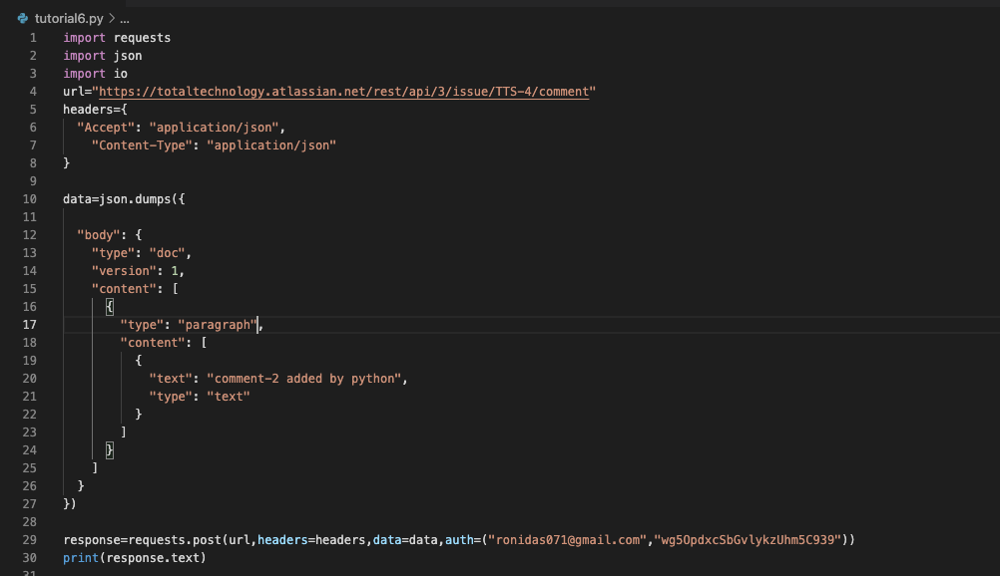 tutorial6.py > ...
1 import requests
2 import json
3 import io
4 url="https://totaltechnology.atlassian.net/rest/api/3/issue/TTS-4/comment"
5 headers={
6 "Accept": "application/json",
7 "Content-Type": "application/json"
8 }
9
10 data=json.dumps({
11
12 "body": {
13 "type": "doc",
14 "version": 1,
15 "content": [
16 {
17 "type": "paragraph",
18 "content": [
19 {
20 "text": "comment-2 added by python",
21 "type": "text"
22 }
23 ]
24 }
25 ]
26 }
27 })
28
29 response=requests.post(url,headers=headers,data=data,auth=("ronidas071@gmail.com","wg5OpdxcSbGvlykzUhm5C939"))
30 print(response.text)
31